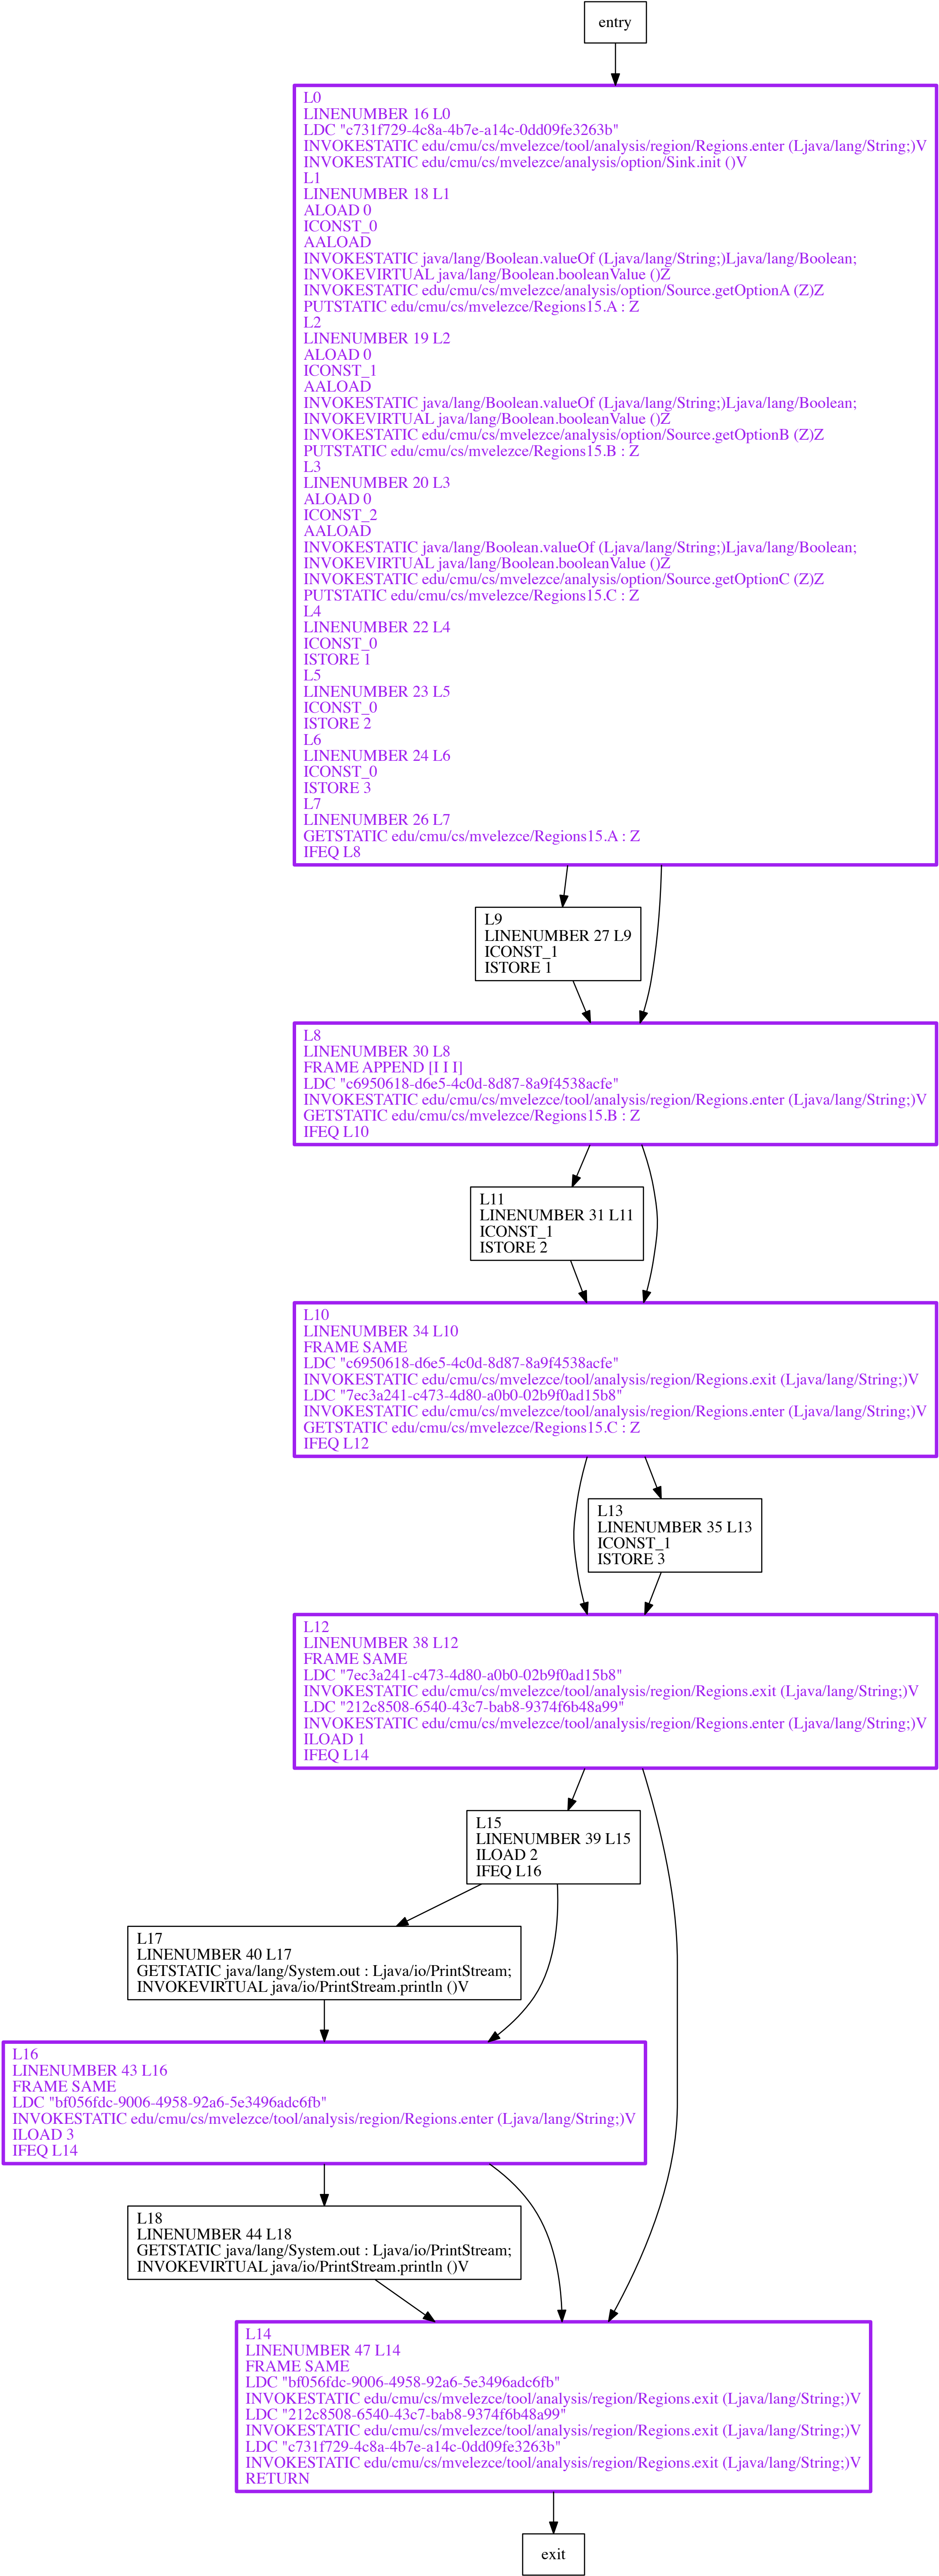 entry
L0
LINENUMBER 16 L0
LDC "c731f729-4c8a-4b7e-a14c-0dd09fe3263b"
INVOKESTATIC edu/cmu/cs/mvelezce/tool/analysis/region/Regions.enter (Ljava/lang/String;)V
INVOKESTATIC edu/cmu/cs/mvelezce/analysis/option/Sink.init ()V
L1
LINENUMBER 18 L1
ALOAD 0
ICONST_0
AALOAD
INVOKESTATIC java/lang/Boolean.valueOf (Ljava/lang/String;)Ljava/lang/Boolean;
INVOKEVIRTUAL java/lang/Boolean.booleanValue ()Z
INVOKESTATIC edu/cmu/cs/mvelezce/analysis/option/Source.getOptionA (Z)Z
PUTSTATIC edu/cmu/cs/mvelezce/Regions15.A : Z
L2
LINENUMBER 19 L2
ALOAD 0
ICONST_1
AALOAD
INVOKESTATIC java/lang/Boolean.valueOf (Ljava/lang/String;)Ljava/lang/Boolean;
INVOKEVIRTUAL java/lang/Boolean.booleanValue ()Z
INVOKESTATIC edu/cmu/cs/mvelezce/analysis/option/Source.getOptionB (Z)Z
PUTSTATIC edu/cmu/cs/mvelezce/Regions15.B : Z
L3
LINENUMBER 20 L3
ALOAD 0
ICONST_2
AALOAD
INVOKESTATIC java/lang/Boolean.valueOf (Ljava/lang/String;)Ljava/lang/Boolean;
INVOKEVIRTUAL java/lang/Boolean.booleanValue ()Z
INVOKESTATIC edu/cmu/cs/mvelezce/analysis/option/Source.getOptionC (Z)Z
PUTSTATIC edu/cmu/cs/mvelezce/Regions15.C : Z
L4
LINENUMBER 22 L4
ICONST_0
ISTORE 1
L5
LINENUMBER 23 L5
ICONST_0
ISTORE 2
L6
LINENUMBER 24 L6
ICONST_0
ISTORE 3
L7
LINENUMBER 26 L7
GETSTATIC edu/cmu/cs/mvelezce/Regions15.A : Z
IFEQ L8
L9
LINENUMBER 27 L9
ICONST_1
ISTORE 1
L8
LINENUMBER 30 L8
FRAME APPEND [I I I]
LDC "c6950618-d6e5-4c0d-8d87-8a9f4538acfe"
INVOKESTATIC edu/cmu/cs/mvelezce/tool/analysis/region/Regions.enter (Ljava/lang/String;)V
GETSTATIC edu/cmu/cs/mvelezce/Regions15.B : Z
IFEQ L10
L11
LINENUMBER 31 L11
ICONST_1
ISTORE 2
L10
LINENUMBER 34 L10
FRAME SAME
LDC "c6950618-d6e5-4c0d-8d87-8a9f4538acfe"
INVOKESTATIC edu/cmu/cs/mvelezce/tool/analysis/region/Regions.exit (Ljava/lang/String;)V
LDC "7ec3a241-c473-4d80-a0b0-02b9f0ad15b8"
INVOKESTATIC edu/cmu/cs/mvelezce/tool/analysis/region/Regions.enter (Ljava/lang/String;)V
GETSTATIC edu/cmu/cs/mvelezce/Regions15.C : Z
IFEQ L12
L13
LINENUMBER 35 L13
ICONST_1
ISTORE 3
L12
LINENUMBER 38 L12
FRAME SAME
LDC "7ec3a241-c473-4d80-a0b0-02b9f0ad15b8"
INVOKESTATIC edu/cmu/cs/mvelezce/tool/analysis/region/Regions.exit (Ljava/lang/String;)V
LDC "212c8508-6540-43c7-bab8-9374f6b48a99"
INVOKESTATIC edu/cmu/cs/mvelezce/tool/analysis/region/Regions.enter (Ljava/lang/String;)V
ILOAD 1
IFEQ L14
L15
LINENUMBER 39 L15
ILOAD 2
IFEQ L16
L17
LINENUMBER 40 L17
GETSTATIC java/lang/System.out : Ljava/io/PrintStream;
INVOKEVIRTUAL java/io/PrintStream.println ()V
L16
LINENUMBER 43 L16
FRAME SAME
LDC "bf056fdc-9006-4958-92a6-5e3496adc6fb"
INVOKESTATIC edu/cmu/cs/mvelezce/tool/analysis/region/Regions.enter (Ljava/lang/String;)V
ILOAD 3
IFEQ L14
L18
LINENUMBER 44 L18
GETSTATIC java/lang/System.out : Ljava/io/PrintStream;
INVOKEVIRTUAL java/io/PrintStream.println ()V
L14
LINENUMBER 47 L14
FRAME SAME
LDC "bf056fdc-9006-4958-92a6-5e3496adc6fb"
INVOKESTATIC edu/cmu/cs/mvelezce/tool/analysis/region/Regions.exit (Ljava/lang/String;)V
LDC "212c8508-6540-43c7-bab8-9374f6b48a99"
INVOKESTATIC edu/cmu/cs/mvelezce/tool/analysis/region/Regions.exit (Ljava/lang/String;)V
LDC "c731f729-4c8a-4b7e-a14c-0dd09fe3263b"
INVOKESTATIC edu/cmu/cs/mvelezce/tool/analysis/region/Regions.exit (Ljava/lang/String;)V
RETURN
exit